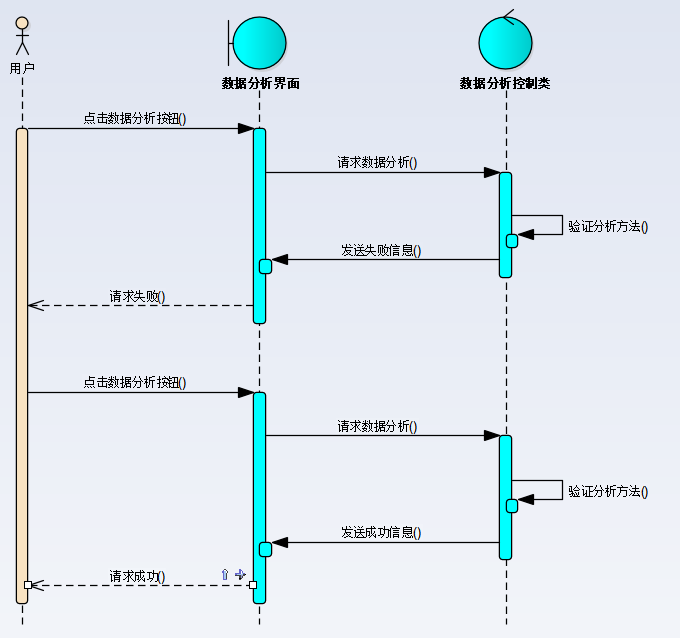 用户
数据分析界面
数据分析控制类
点击数据分析按钮()
请求数据分析()
验证分析方法()
发送失败信息()
请求失败()
点击数据分析按钮()
请求数据分析()
验证分析方法()
发送成功信息()
请求成功()